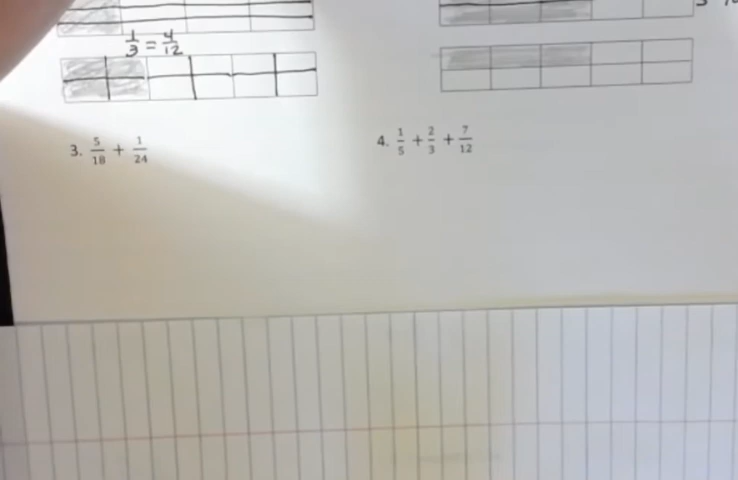 1/3 = 4/12
3. 5/18 + 1/24
4. 1/5 + 2/3 + 7/12